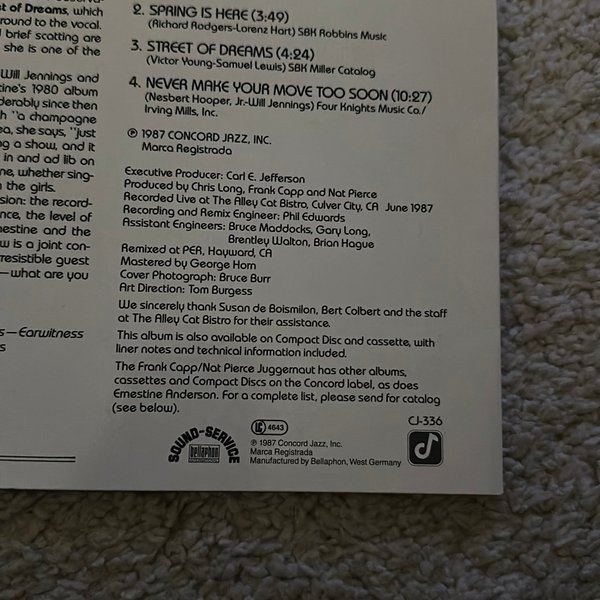 t of Dreams, which
round to the vocal.
brief scatting are
she is one of the
Will Jennings and
tine's 1980 album
derably since then
h "a champagne
ea, she says, "just
ng a show, and it
in and ad lib on
ne, whether sing-
the girls.
sion: the record-
nce, the level of
nestine and the
w is a joint con-
rresistible guest
—what are you
s—Earwitness
s
2. SPRING IS HERE (3:49)
(Richard Rodgers-Lorenz Hart) SBK Robbins Music
3. STREET OF DREAMS (4:24)
(Victor Young-Samuel Lewis) SBK Miller Catalog
4. NEVER MAKE YOUR MOVE TOO SOON (10:27)
(Nesbert Hooper, Jr.-Will Jennings) Four Knights Music Co./
Irving Mills, Inc.
℗ 1987 CONCORD JAZZ, INC.
Marca Registrada
Executive Producer: Carl E. Jefferson
Produced by Chris Long, Frank Capp and Nat Pierce
Recorded Live at The Alley Cat Bistro, Culver City, CA June 1987
Recording and Remix Engineer: Phil Edwards
Assistant Engineers: Bruce Maddocks, Gary Long,
Brentley Walton, Brian Hague
Remixed at PER, Hayward, CA
Mastered by George Horn
Cover Photograph: Bruce Burr
Art Direction: Tom Burgess
We sincerely thank Susan de Boismilon, Bert Colbert and the staff
at The Alley Cat Bistro for their assistance.
This album is also available on Compact Disc and cassette, with
liner notes and technical information included.
The Frank Capp/Nat Pierce Juggernaut has other albums,
cassettes and Compact Discs on the Concord label, as does
Ernestine Anderson. For a complete list, please send for catalog
(see below).
SOUND-SERVICE
bellaphon
LC 4643
℗ 1987 Concord Jazz, Inc.
Marca Registrada
Manufactured by Bellaphon, West Germany
CJ-336